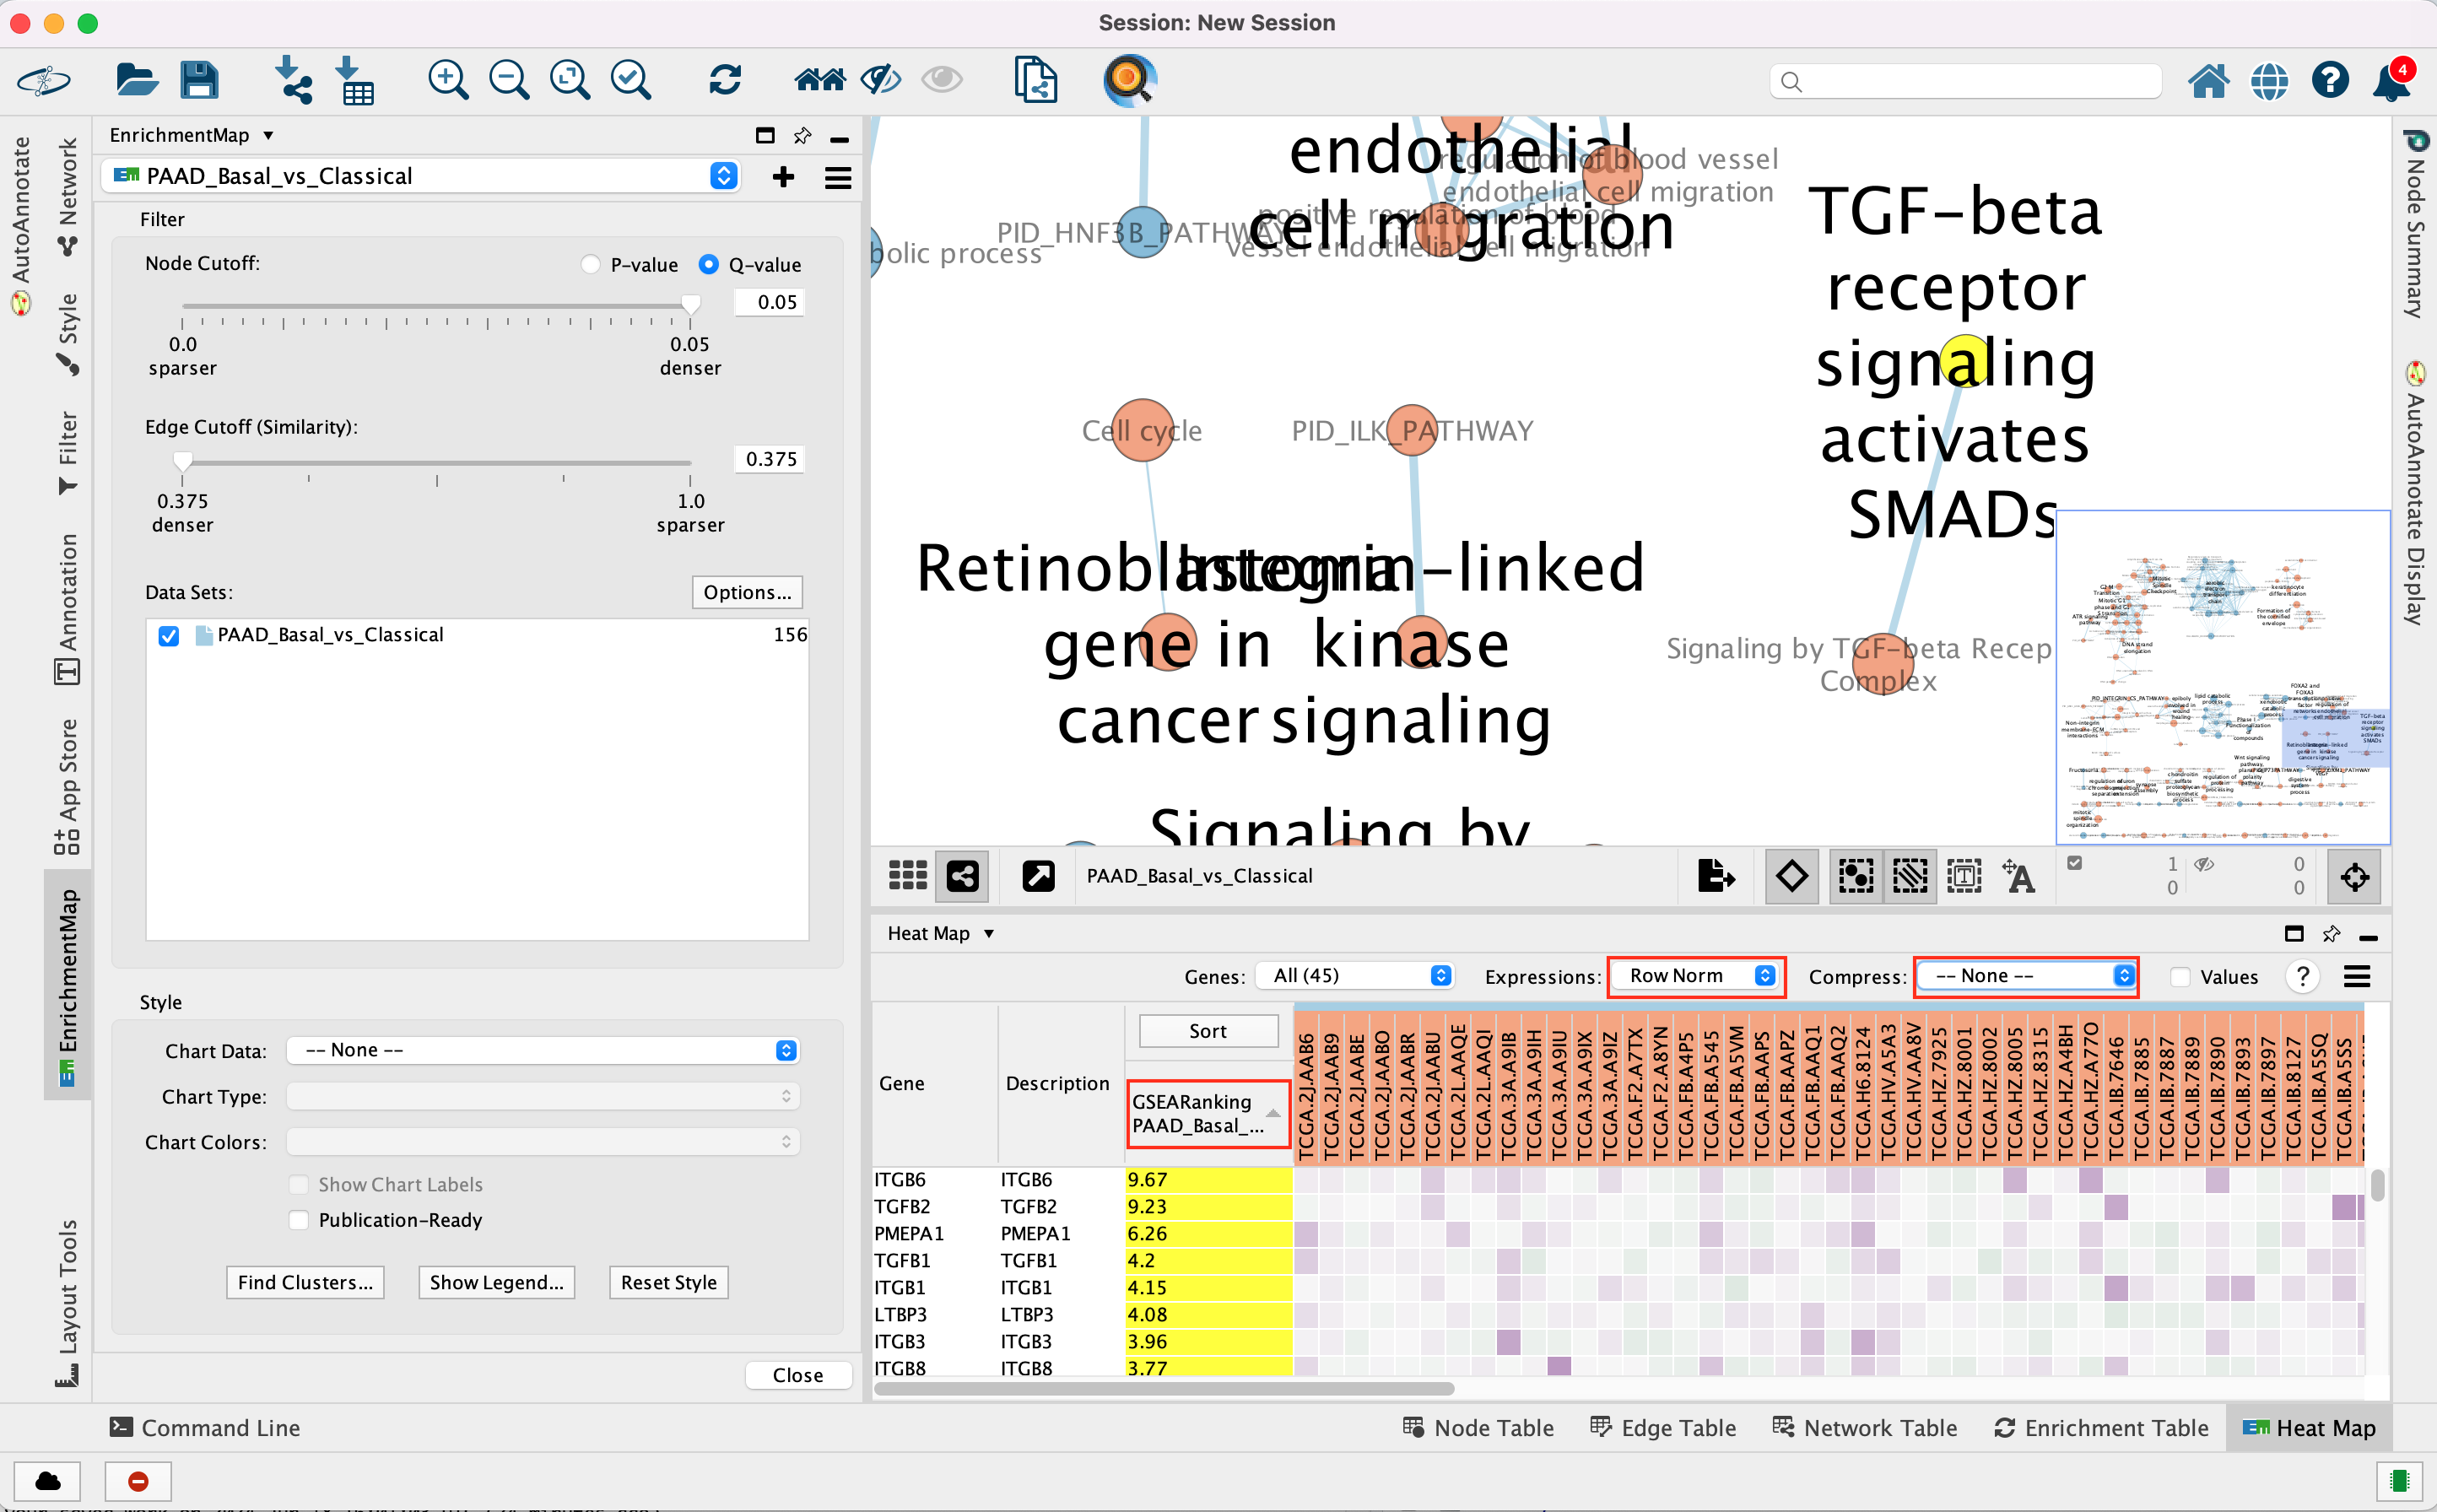 Session: New Session
4
AutoAnnotate
Network
Style
Filter
Annotation
App Store
EnrichmentMap
Layout Tools
EnrichmentMap
PAAD_Basal_vs_Classical
Filter
Node Cutoff:
P-value
Q-value
0.05
0.0
sparser
0.05
denser
Edge Cutoff (Similarity):
0.375
0.375
denser
1.0
sparser
Data Sets:
Options...
PAAD_Basal_vs_Classical
156
Style
Chart Data:
-- None --
Chart Type:
Chart Colors:
Show Chart Labels
Publication-Ready
Find Clusters...
Show Legend...
Reset Style
Close
endothelial
cell migration
regulation of blood vessel
endothelial cell migration
positive regulation of blood
vessel endothelial cell migration
PID_HNF3B_PATHWAY
bolic process
TGF-beta
receptor
signaling
activates
SMADs
Cell cycle
PID_ILK_PATHWAY
Retinoblastoma
gene in
cancer
Integrin-linked
kinase
signaling
Signaling by TGF-beta Recep
Complex
Signaling by
PAAD_Basal_vs_Classical
1
0
0
0
Node Summary
AutoAnnotate Display
Heat Map
Genes:
All (45)
Expressions:
Row Norm
Compress:
-- None --
Values
?
Gene
Description
Sort
GSEARanking
PAAD_Basal_...
TCGA.2J.AAB6
TCGA.2J.AAB9
TCGA.2J.AABE
TCGA.2J.AABO
TCGA.2J.AABR
TCGA.2J.AABU
TCGA.2L.AAQE
TCGA.2L.AAQI
TCGA.3A.A9IB
TCGA.3A.A9IH
TCGA.3A.A9IU
TCGA.3A.A9IX
TCGA.3A.A9IZ
TCGA.F2.A7TX
TCGA.F2.A8YN
TCGA.FB.A4P5
TCGA.FB.A545
TCGA.FB.A5VM
TCGA.FB.AAPS
TCGA.FB.AAPZ
TCGA.FB.AAQ1
TCGA.FB.AAQ2
TCGA.H6.8124
TCGA.HV.A5A3
TCGA.HV.AA8V
TCGA.HZ.7925
TCGA.HZ.8001
TCGA.HZ.8002
TCGA.HZ.8005
TCGA.HZ.8315
TCGA.HZ.A4BH
TCGA.HZ.A77O
TCGA.IB.7646
TCGA.IB.7885
TCGA.IB.7887
TCGA.IB.7889
TCGA.IB.7890
TCGA.IB.7893
TCGA.IB.7897
TCGA.IB.8127
TCGA.IB.A5SQ
TCGA.IB.A5SS
ITGB6 ITGB6 9.67
TGFB2 TGFB2 9.23
PMEPA1 PMEPA1 6.26
TGFB1 TGFB1 4.2
ITGB1 ITGB1 4.15
LTBP3 LTBP3 4.08
ITGB3 ITGB3 3.96
ITGB8 ITGB8 3.77
Command Line
Node Table
Edge Table
Network Table
Enrichment Table
Heat Map